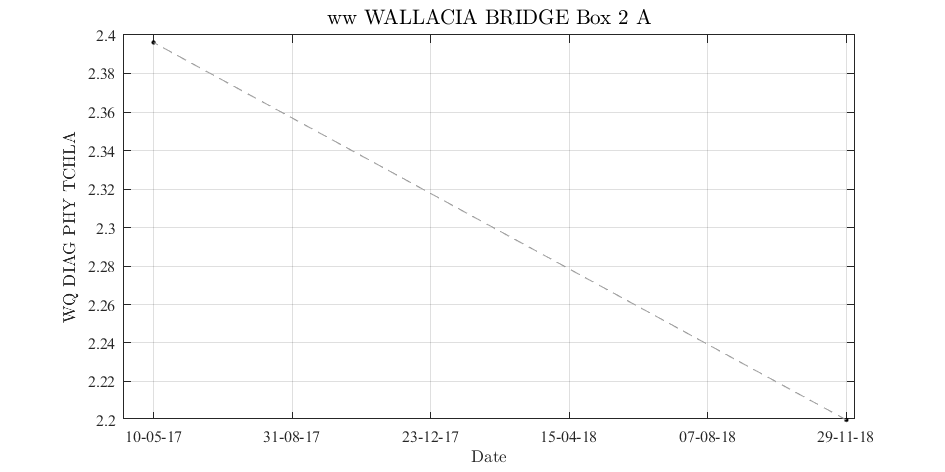 ww WALLACIA BRIDGE Box 2 A
2.4
2.38
2.36
2.34
2.32
2.3
2.28
2.26
2.24
2.22
2.2
WQ DIAG PHY TCHLA
10-05-17 31-08-17 23-12-17 15-04-18 07-08-18 29-11-18
Date